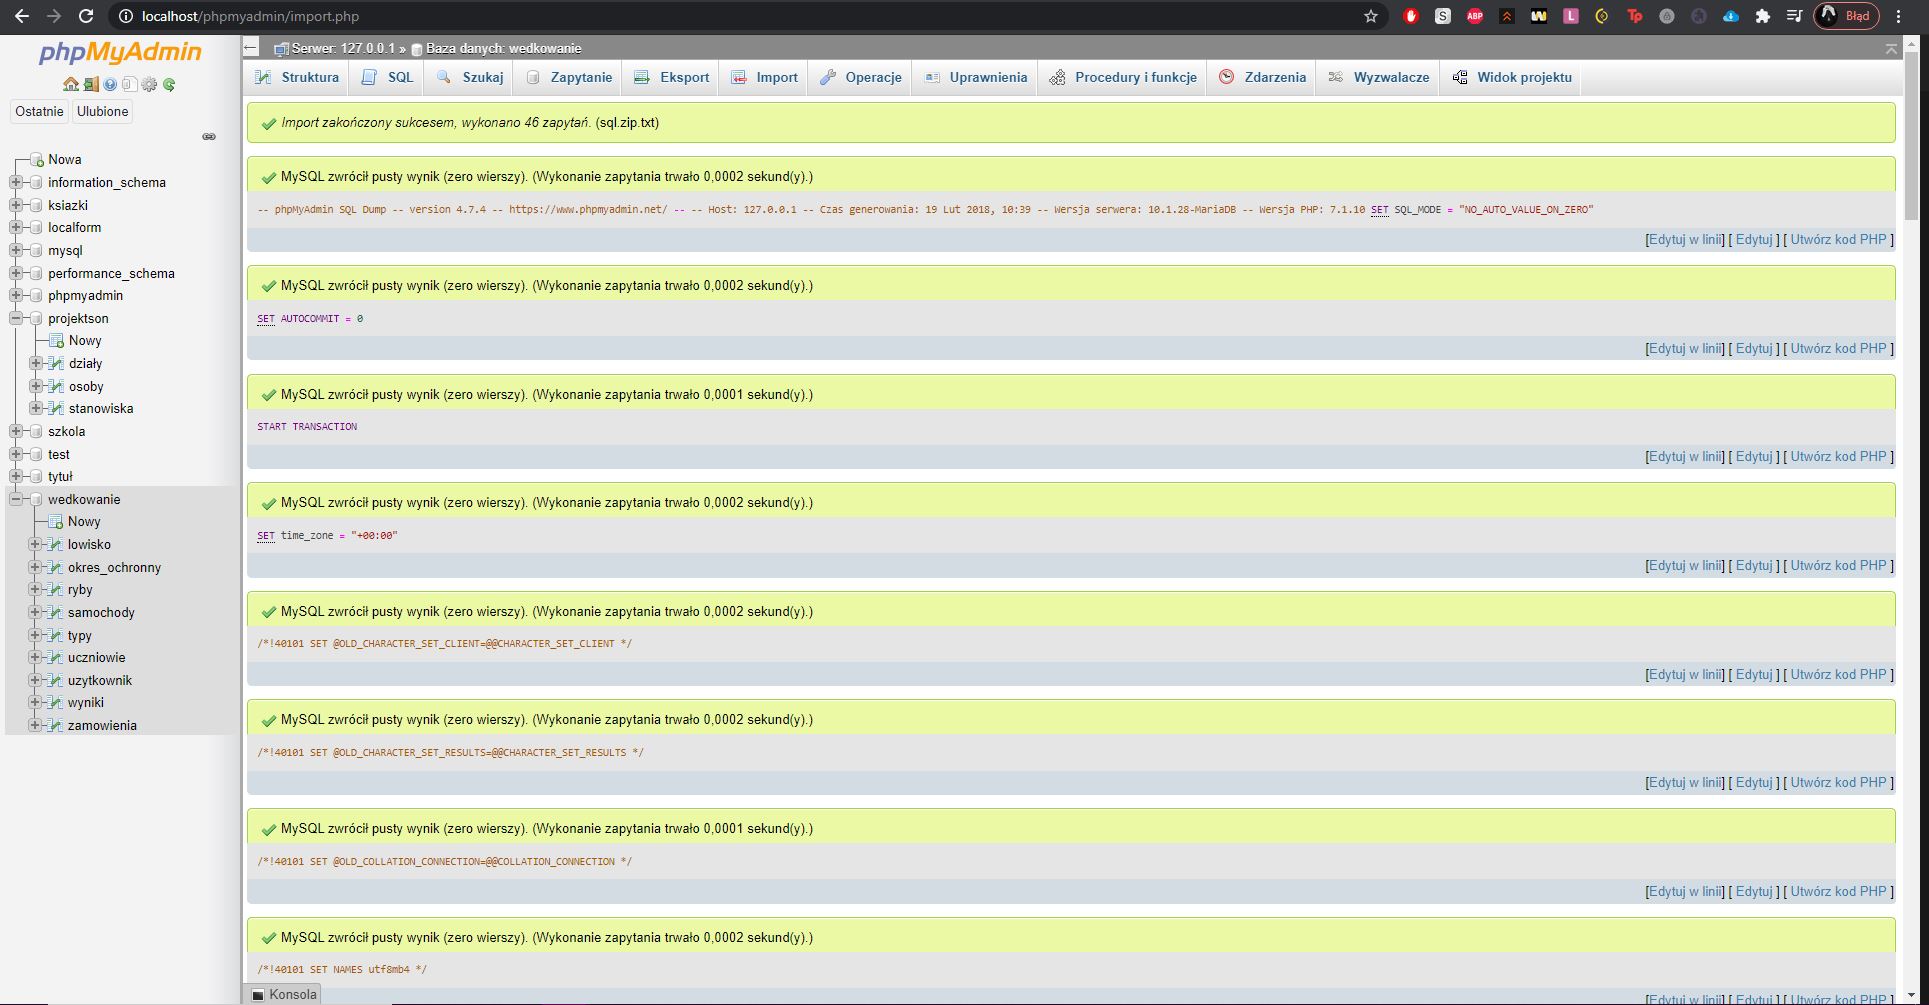 localhost/phpmyadmin/import.php
S
ABP
L
Tp
Błąd
phpMyAdmin
Ostatnie
Ulubione
Nowa
information_schema
ksiazki
localform
mysql
performance_schema
phpmyadmin
projektson
Nowy
działy
osoby
stanowiska
szkola
test
tytuł
wedkowanie
Nowy
lowisko
okres_ochronny
ryby
samochody
typy
uczniowie
uzytkownik
wyniki
zamowienia
Serwer: 127.0.0.1 » Baza danych: wedkowanie
Struktura SQL Szukaj Zapytanie Eksport Import Operacje Uprawnienia Procedury i funkcje Zdarzenia Wyzwalacze Widok projektu
Import zakończony sukcesem, wykonano 46 zapytań. (sql.zip.txt)
MySQL zwrócił pusty wynik (zero wierszy). (Wykonanie zapytania trwało 0,0002 sekund(y).)
-- phpMyAdmin SQL Dump -- version 4.7.4 -- https://www.phpmyadmin.net/ -- -- Host: 127.0.0.1 -- Czas generowania: 19 Lut 2018, 10:39 -- Wersja serwera: 10.1.28-MariaDB -- Wersja PHP: 7.1.10 SET SQL_MODE = "NO_AUTO_VALUE_ON_ZERO"
[Edytuj w linii] [ Edytuj ] [ Utwórz kod PHP ]
MySQL zwrócił pusty wynik (zero wierszy). (Wykonanie zapytania trwało 0,0002 sekund(y).)
SET AUTOCOMMIT = 0
[Edytuj w linii] [ Edytuj ] [ Utwórz kod PHP ]
MySQL zwrócił pusty wynik (zero wierszy). (Wykonanie zapytania trwało 0,0001 sekund(y).)
START TRANSACTION
[Edytuj w linii] [ Edytuj ] [ Utwórz kod PHP ]
MySQL zwrócił pusty wynik (zero wierszy). (Wykonanie zapytania trwało 0,0002 sekund(y).)
SET time_zone = "+00:00"
[Edytuj w linii] [ Edytuj ] [ Utwórz kod PHP ]
MySQL zwrócił pusty wynik (zero wierszy). (Wykonanie zapytania trwało 0,0002 sekund(y).)
/*!40101 SET @OLD_CHARACTER_SET_CLIENT=@@CHARACTER_SET_CLIENT */
[Edytuj w linii] [ Edytuj ] [ Utwórz kod PHP ]
MySQL zwrócił pusty wynik (zero wierszy). (Wykonanie zapytania trwało 0,0002 sekund(y).)
/*!40101 SET @OLD_CHARACTER_SET_RESULTS=@@CHARACTER_SET_RESULTS */
[Edytuj w linii] [ Edytuj ] [ Utwórz kod PHP ]
MySQL zwrócił pusty wynik (zero wierszy). (Wykonanie zapytania trwało 0,0001 sekund(y).)
/*!40101 SET @OLD_COLLATION_CONNECTION=@@COLLATION_CONNECTION */
[Edytuj w linii] [ Edytuj ] [ Utwórz kod PHP ]
MySQL zwrócił pusty wynik (zero wierszy). (Wykonanie zapytania trwało 0,0002 sekund(y).)
/*!40101 SET NAMES utf8mb4 */
[Edytuj w linii] [ Edytuj ] [ Utwórz kod PHP ]
Konsola